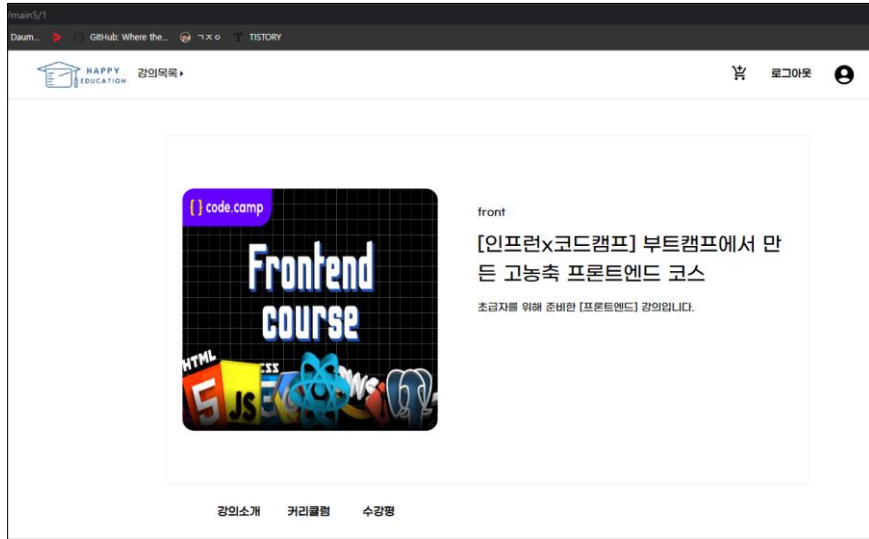 /main5/1
Daum...
GitHub: Where the...
ㄱㅈㅇ
TISTORY
HAPPY
EDUCATION
강의목록
로그아웃
{ } code.camp
Frontend
course
HTML
5
JS
CSS
front
[인프런x코드캠프] 부트캠프에서 만
든 고농축 프론트엔드 코스
초급자를 위해 준비한 [프론트엔드] 강의입니다.
강의소개 커리큘럼 수강평